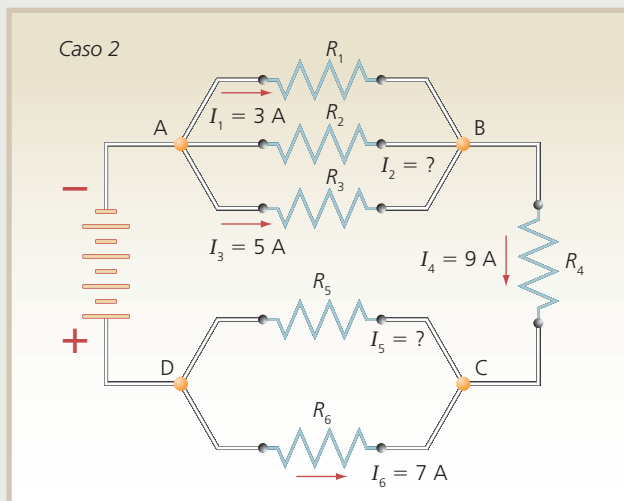 Caso 2
R₁
I₁ = 3 A
R₂
A
B
I₂ = ?
R₃
−
I₃ = 5 A
I₄ = 9 A
R₄
R₅
+
I₅ = ?
D
C
R₆
I₆ = 7 A